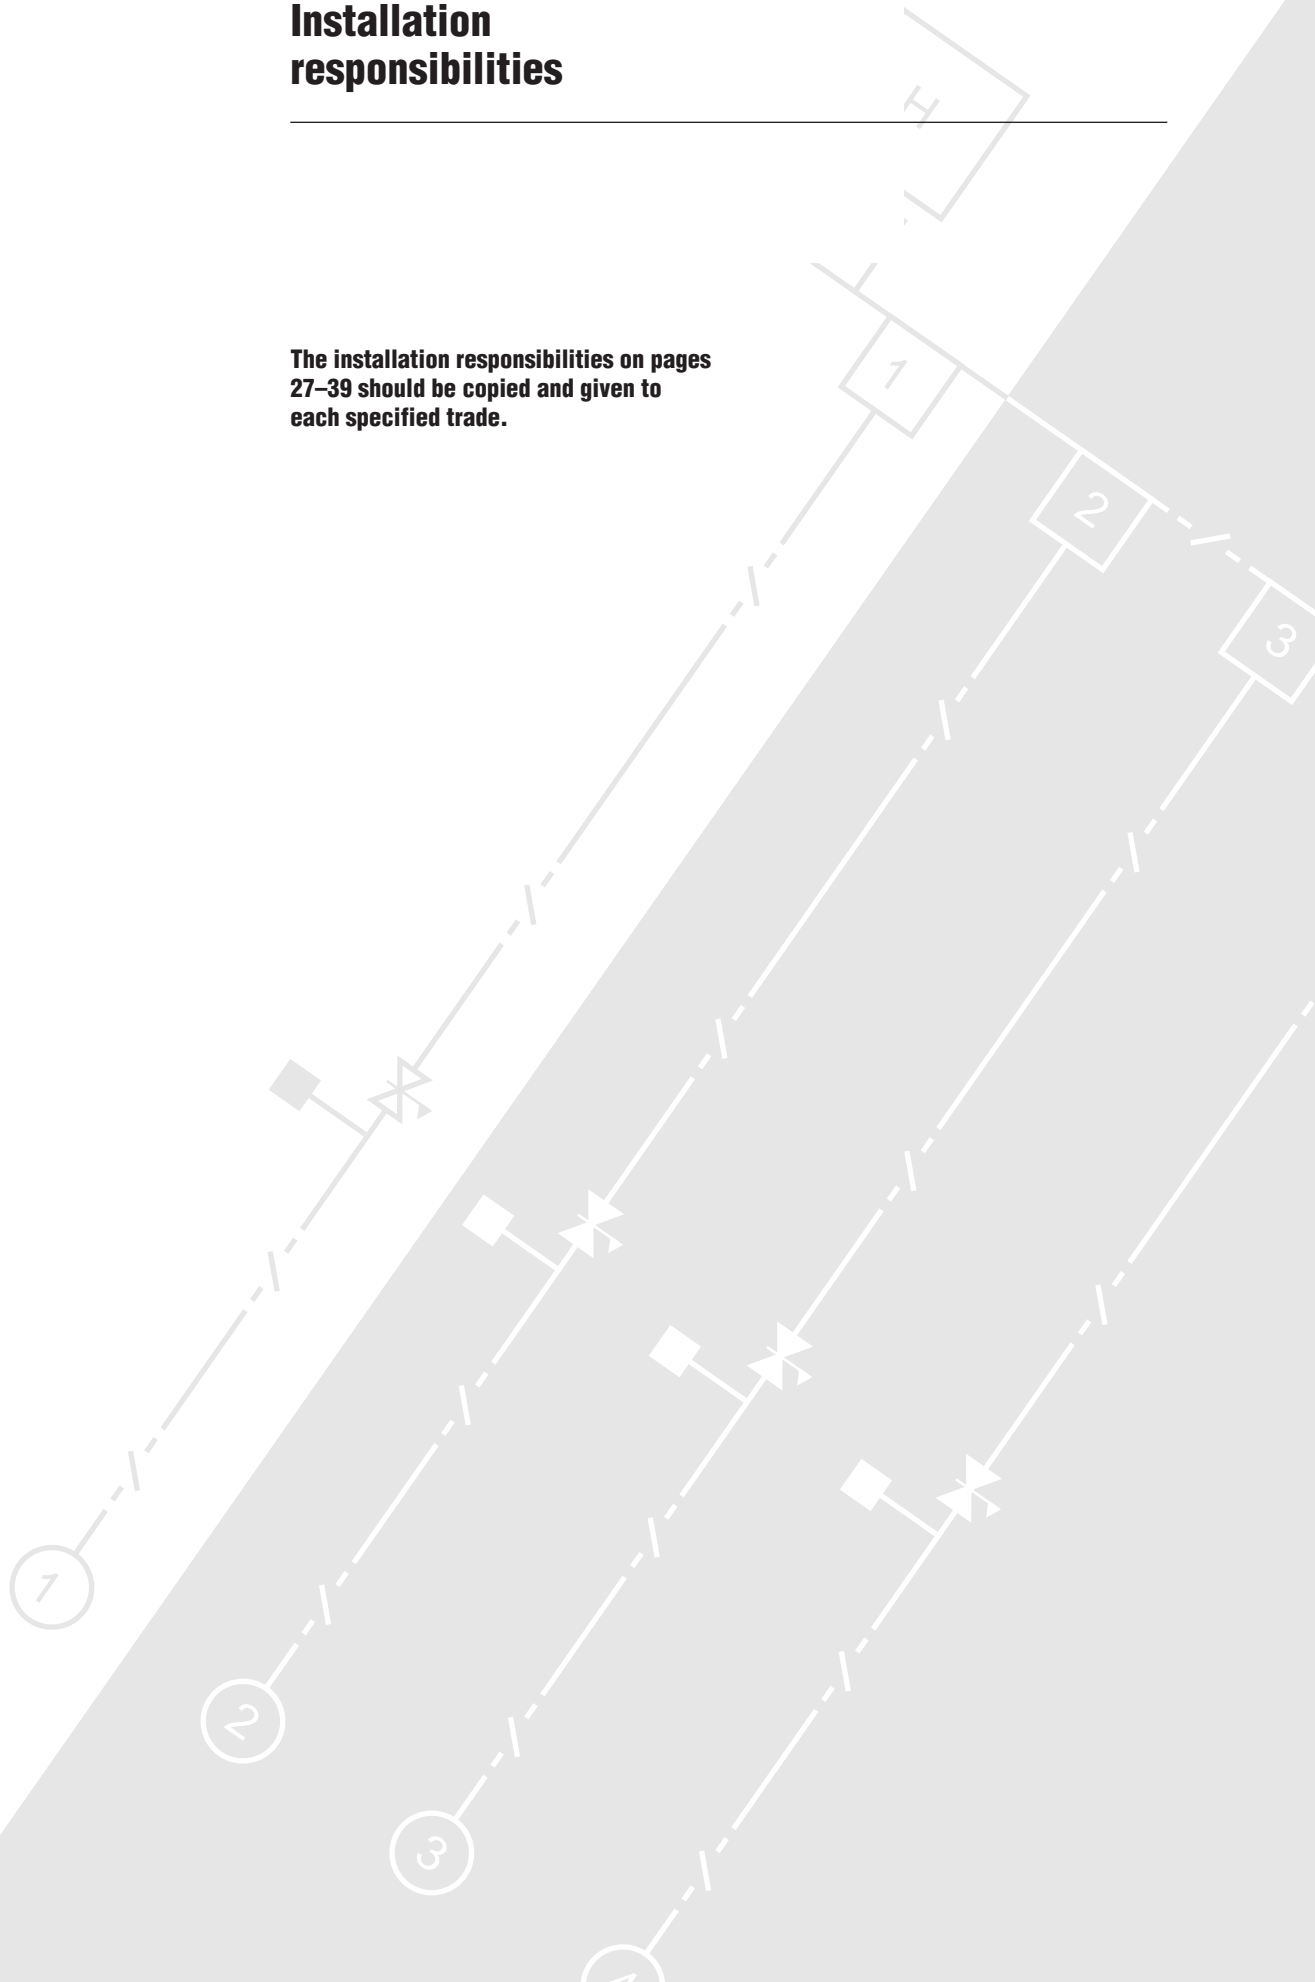 Installation
responsibilities
H
The installation responsibilities on pages
27–39 should be copied and given to
each specified trade.
1
2
3
1
2
3